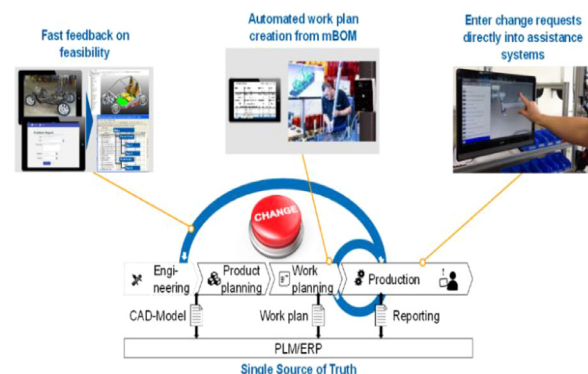 Fast feedback on
feasibility
Automated work plan
creation from mBOM
Enter change requests
directly into assistance
systems
CHANGE
Engi-
neering
Product
planning
Work
planning
Production
CAD-Model
Work plan
Reporting
PLM/ERP
Single Source of Truth